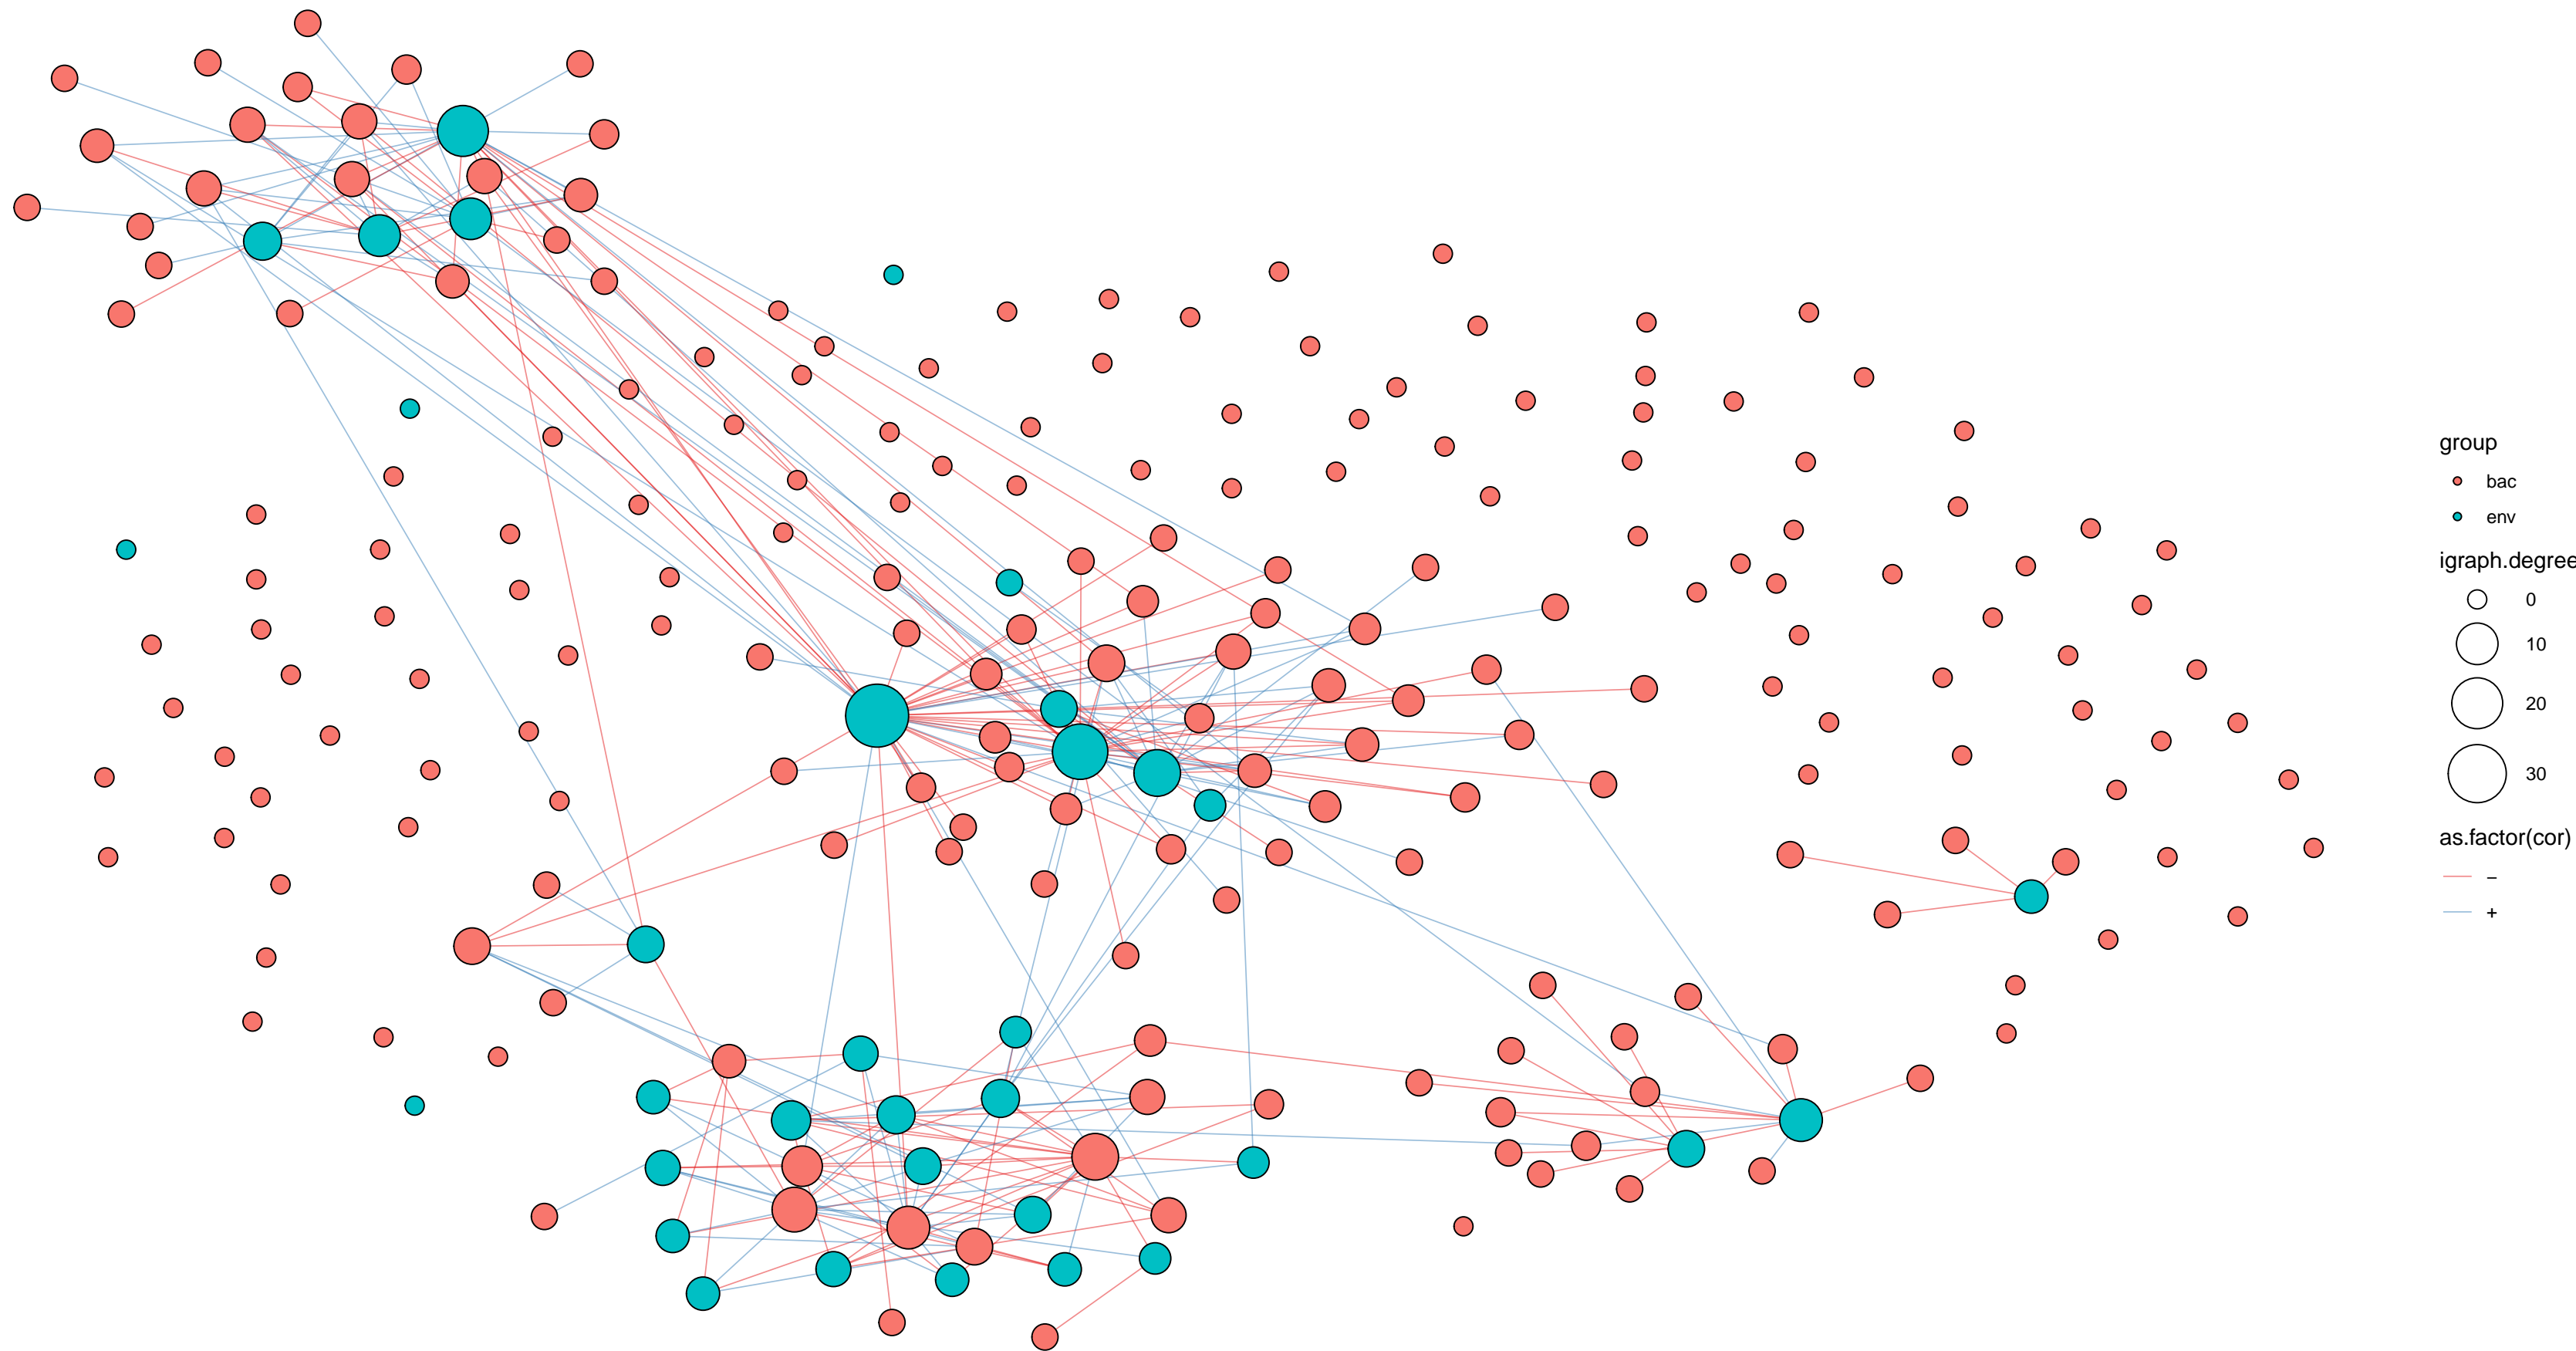 group
bac
env
igraph.degree
0
10
20
30
as.factor(cor)
−
+